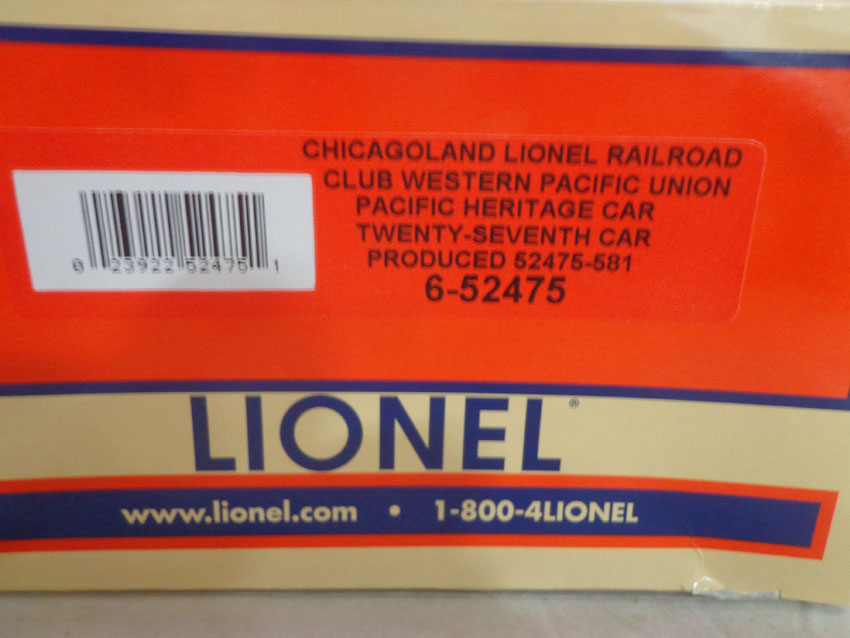 CHICAGOLAND LIONEL RAILROAD
CLUB WESTERN PACIFIC UNION
PACIFIC HERITAGE CAR
TWENTY-SEVENTH CAR
PRODUCED 52475-581
6-52475
0 23922 52475 1
LIONEL®
www.lionel.com • 1-800-4LIONEL